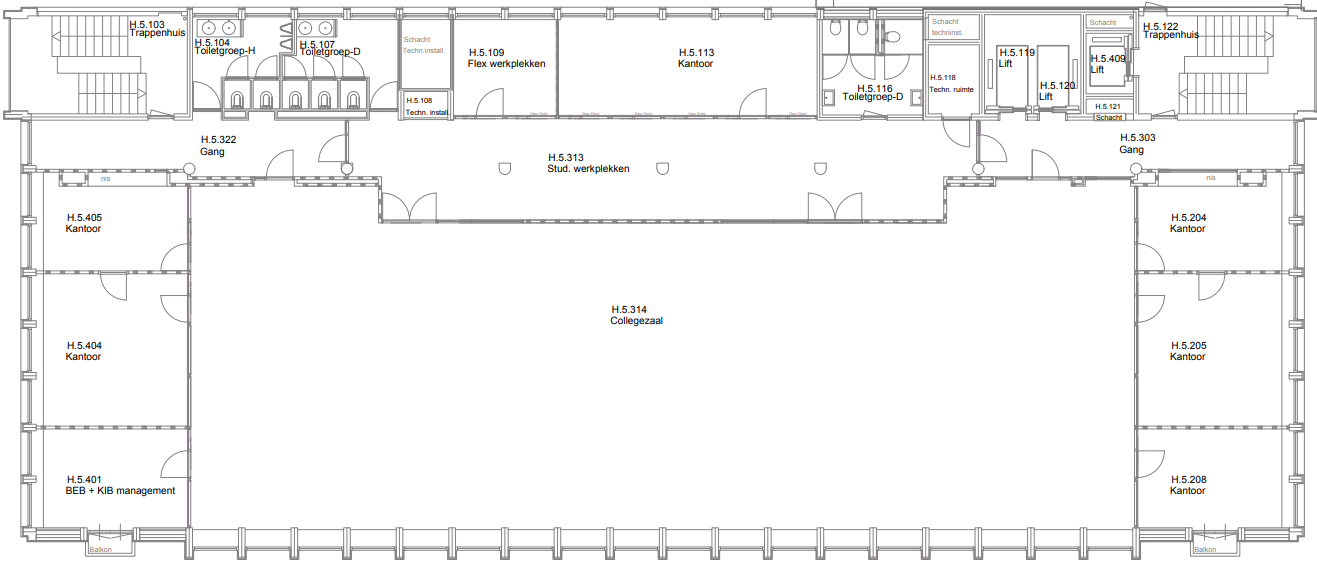 H.5.103
Trappenhuis
H.5.104
Toiletgroep-H
H.5.107
Toiletgroep-D
Schacht
Techn.install.
H.5.108
Techn. install
H.5.109
Flex werkplekken
H.5.113
Kantoor
H.5.116
Toiletgroep-D
Schacht
techninst.
H.5.118
Techn. ruimte
H.5.119
Lift
H.5.120
Lift
Schacht
H.5.409
Lift
H.5.121
Schacht
H.5.122
Trappenhuis
H.5.322
Gang
H.5.313
Stud. werkplekken
H.5.303
Gang
nis
nis
H.5.405
Kantoor
H.5.204
Kantoor
H.5.314
Collegezaal
H.5.404
Kantoor
H.5.205
Kantoor
H.5.401
BEB + KIB management
H.5.208
Kantoor
Balkon
Balkon